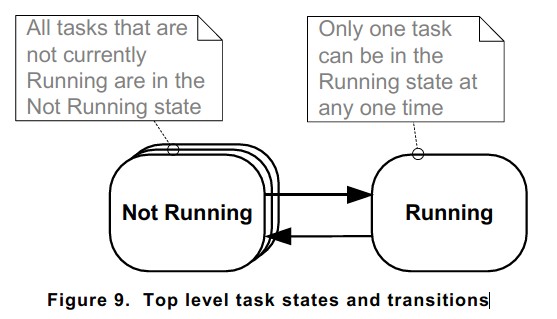 All tasks that are
not currently
Running are in the
Not Running state
Only one task
can be in the
Running state at
any one time
Not Running
Running
Figure 9. Top level task states and transitions